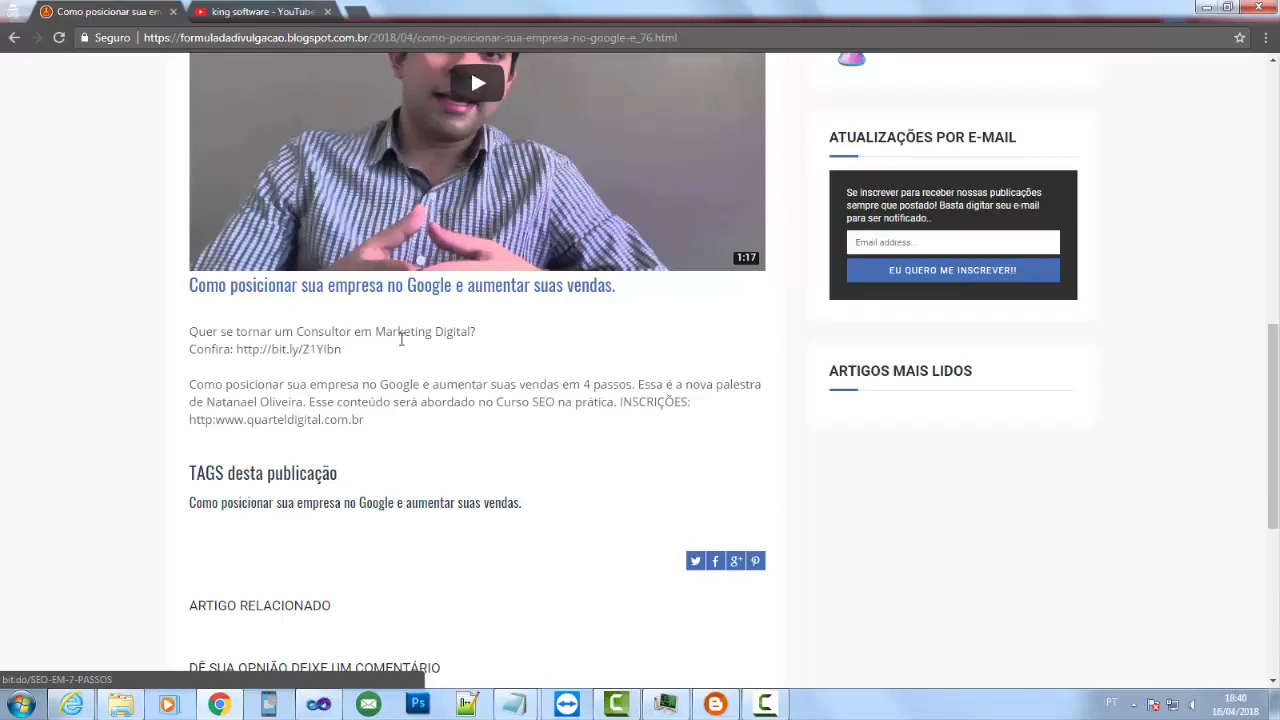 Como posicionar sua em
king software - YouTube
Seguro
https://formuladadivulgacao.blogspot.com.br/2018/04/como-posicionar-sua-empresa-no-google-e_76.html
1:17
Como posicionar sua empresa no Google e aumentar suas vendas.
Quer se tornar um Consultor em Marketing Digital?
Confira: http://bit.ly/Z1YIbn
Como posicionar sua empresa no Google e aumentar suas vendas em 4 passos. Essa é a nova palestra
de Natanael Oliveira. Esse conteúdo será abordado no Curso SEO na prática. INSCRIÇÕES:
http:www.quarteldigital.com.br
TAGS desta publicação
Como posicionar sua empresa no Google e aumentar suas vendas.
ARTIGO RELACIONADO
DÊ SUA OPNIÃO DEIXE UM COMENTÁRIO
ATUALIZAÇÕES POR E-MAIL
Se inscrever para receber nossas publicações
sempre que postado! Basta digitar seu e-mail
para ser notificado..
Email address...
EU QUERO ME INSCREVER!!
ARTIGOS MAIS LIDOS
bit.do/SEO-EM-7-PASSOS
Ps
PT
18:40
16/04/2018